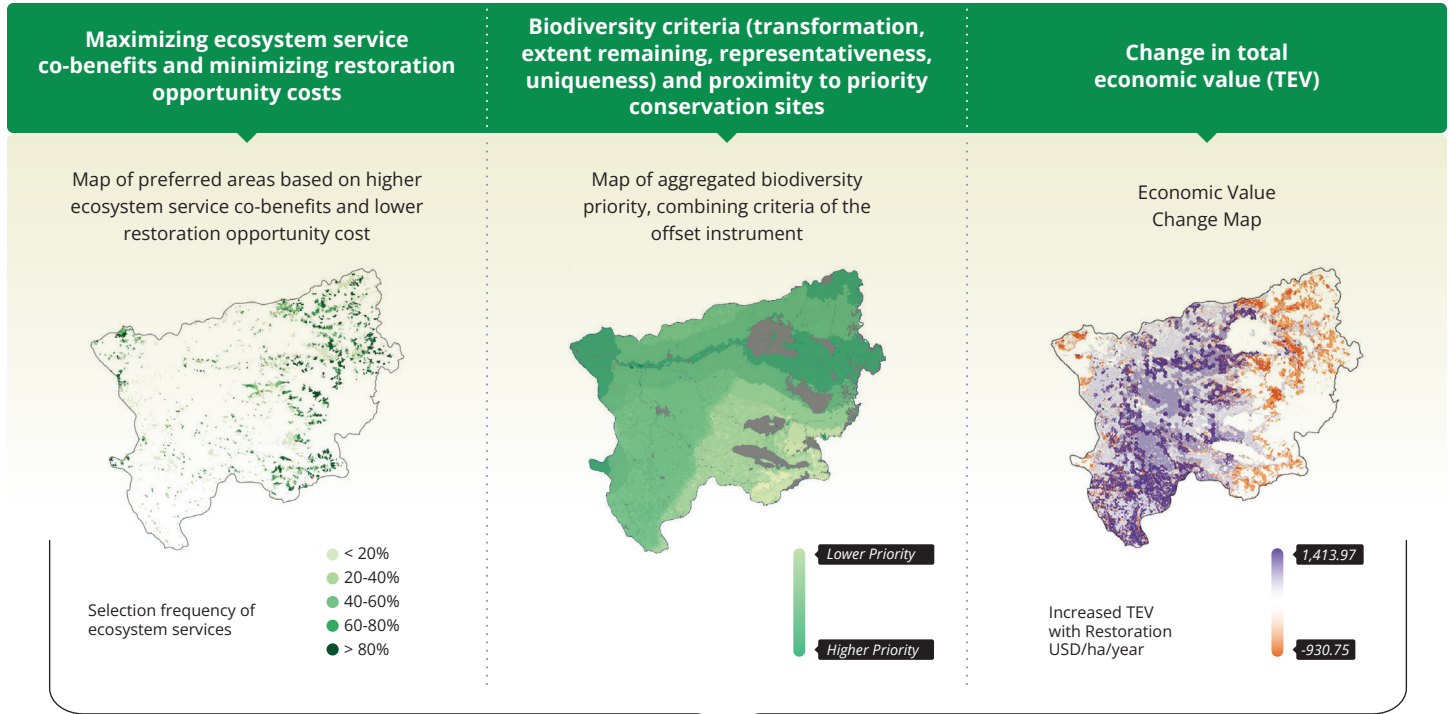 Maximizing ecosystem service
co-benefits and minimizing restoration
opportunity costs
Biodiversity criteria (transformation,
extent remaining, representativeness,
uniqueness) and proximity to priority
conservation sites
Change in total
economic value (TEV)
Map of preferred areas based on higher
ecosystem service co-benefits and lower
restoration opportunity cost
Map of aggregated biodiversity
priority, combining criteria of the
offset instrument
Economic Value
Change Map
Selection frequency of
ecosystem services
< 20%
20-40%
40-60%
60-80%
> 80%
Lower Priority
Higher Priority
Increased TEV
with Restoration
USD/ha/year
1,413.97
-930.75